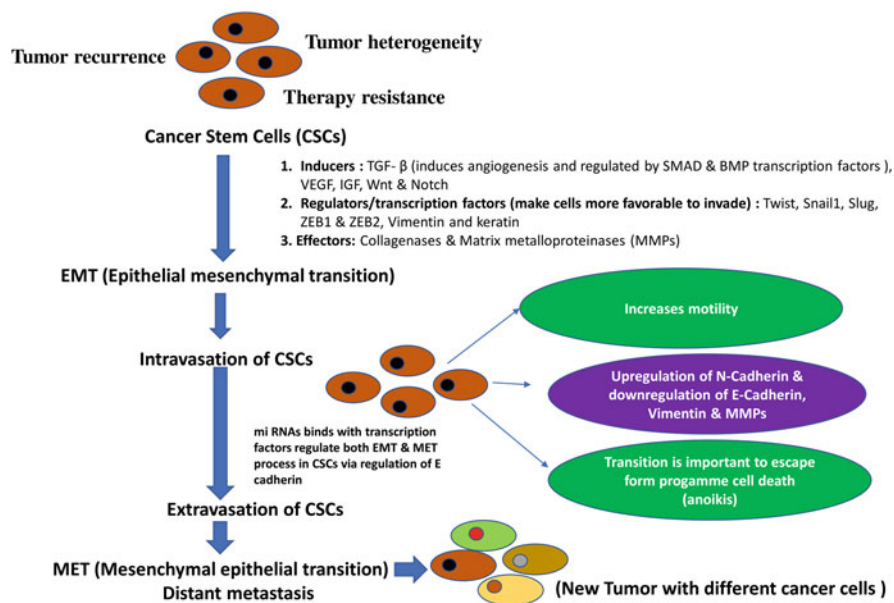 Tumor heterogeneity
Tumor recurrence
Therapy resistance
Cancer Stem Cells (CSCs)
1. Inducers : TGF- β (induces angiogenesis and regulated by SMAD & BMP transcription factors ),
VEGF, IGF, Wnt & Notch
2. Regulators/transcription factors (make cells more favorable to invade) : Twist, Snail1, Slug,
ZEB1 & ZEB2, Vimentin and keratin
3. Effectors: Collagenases & Matrix metalloproteinases (MMPs)
EMT (Epithelial mesenchymal transition)
Increases motility
Intravasation of CSCs
Upregulation of N-Cadherin &
downregulation of E-Cadherin,
Vimentin & MMPs
mi RNAs binds with transcription
factors regulate both EMT & MET
process in CSCs via regulation of E
cadherin
Transition is important to escape
form progamme cell death
(anoikis)
Extravasation of CSCs
MET (Mesenchymal epithelial transition)
Distant metastasis
(New Tumor with different cancer cells )